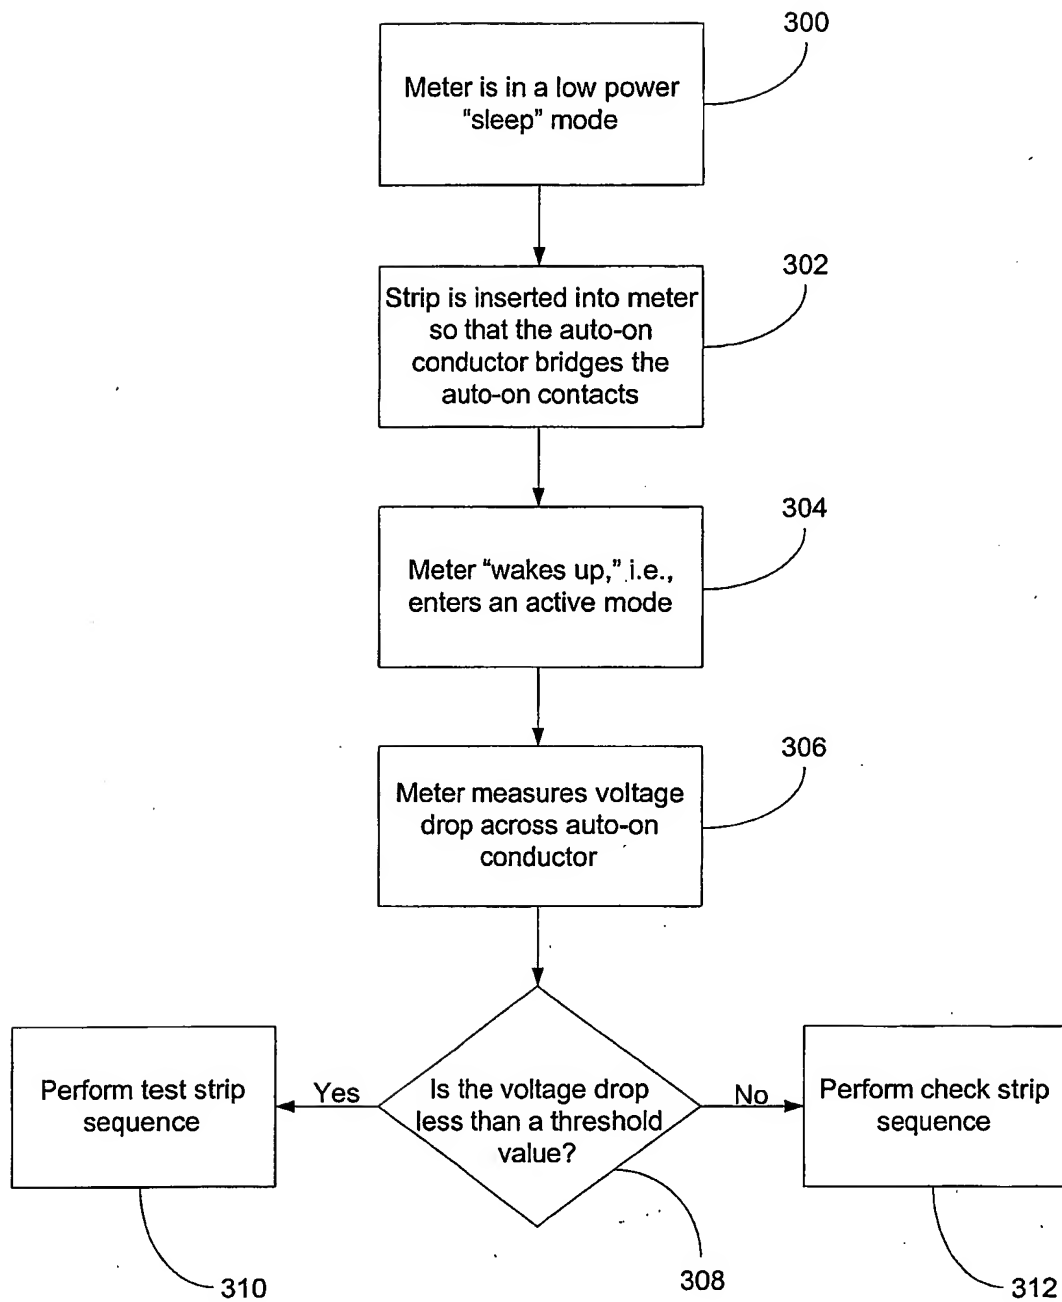 300
Meter is in a low power
"sleep" mode
302
Strip is inserted into meter
so that the auto-on
conductor bridges the
auto-on contacts
304
Meter "wakes up," i.e.,
enters an active mode
306
Meter measures voltage
drop across auto-on
conductor
Perform test strip
sequence
Yes
Is the voltage drop
less than a threshold
value?
No
Perform check strip
sequence
310
308
312